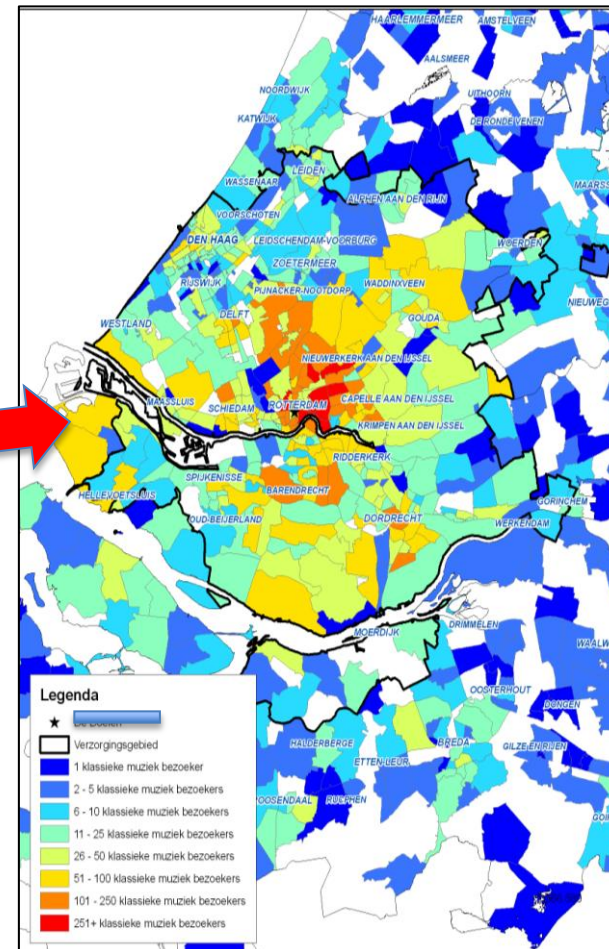 HAARLEMMERMEER
AMSTELVEEN
AALSMEER
UITHOORN
NOORDWIJK
DE RONDE VENEN
KATWIJK
LEIDEN
WASSENAAR
ALPHEN AAN DEN RIJN
VOORSCHOTEN
WOERDEN
DEN HAAG
LEIDSCHENDAM-VOORBURG
ZOETERMEER
RIJSWIJK
PIJNACKER-NOOTDORP
WADDINXVEEN
DELFT
GOUDA
WESTLAND
NIEUWERKERK AAN DEN IJSSEL
MAASSLUIS
SCHIEDAM
ROTTERDAM
CAPELLE AAN DEN IJSSEL
KRIMPEN AAN DEN IJSSEL
RIDDERKERK
SPIJKENISSE
BARENDRECHT
HELLEVOETSLUIS
GORINCHEM
OUD-BEIJERLAND
DORDRECHT
WERKENDAM
DRIMMELEN
MOERDIJK
OOSTERHOUT
DONGEN
HALDERBERGE
BREDA
GILZE EN RIJEN
ETTEN-LEUR
RUCPHEN
Legenda
Verzorgingsgebied
1 klassieke muziek bezoeker
2 - 5 klassieke muziek bezoekers
6 - 10 klassieke muziek bezoekers
11 - 25 klassieke muziek bezoekers
26 - 50 klassieke muziek bezoekers
51 - 100 klassieke muziek bezoekers
101 - 250 klassieke muziek bezoekers
251+ klassieke muziek bezoekers